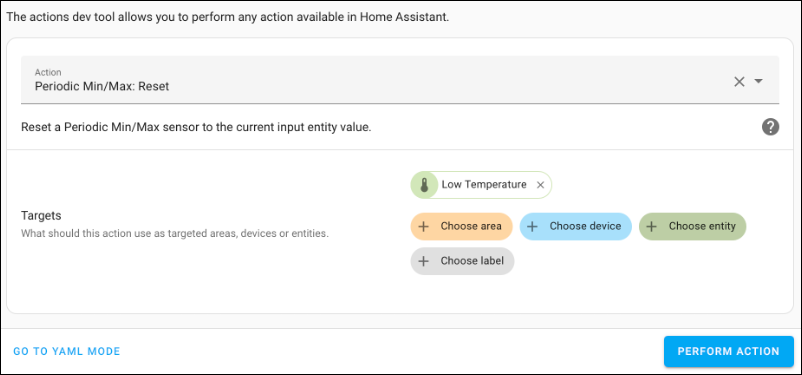 The actions dev tool allows you to perform any action available in Home Assistant.
Action
Periodic Min/Max: Reset
Reset a Periodic Min/Max sensor to the current input entity value.
Low Temperature
Targets
What should this action use as targeted areas, devices or entities.
Choose area
Choose device
Choose entity
Choose label
GO TO YAML MODE
PERFORM ACTION